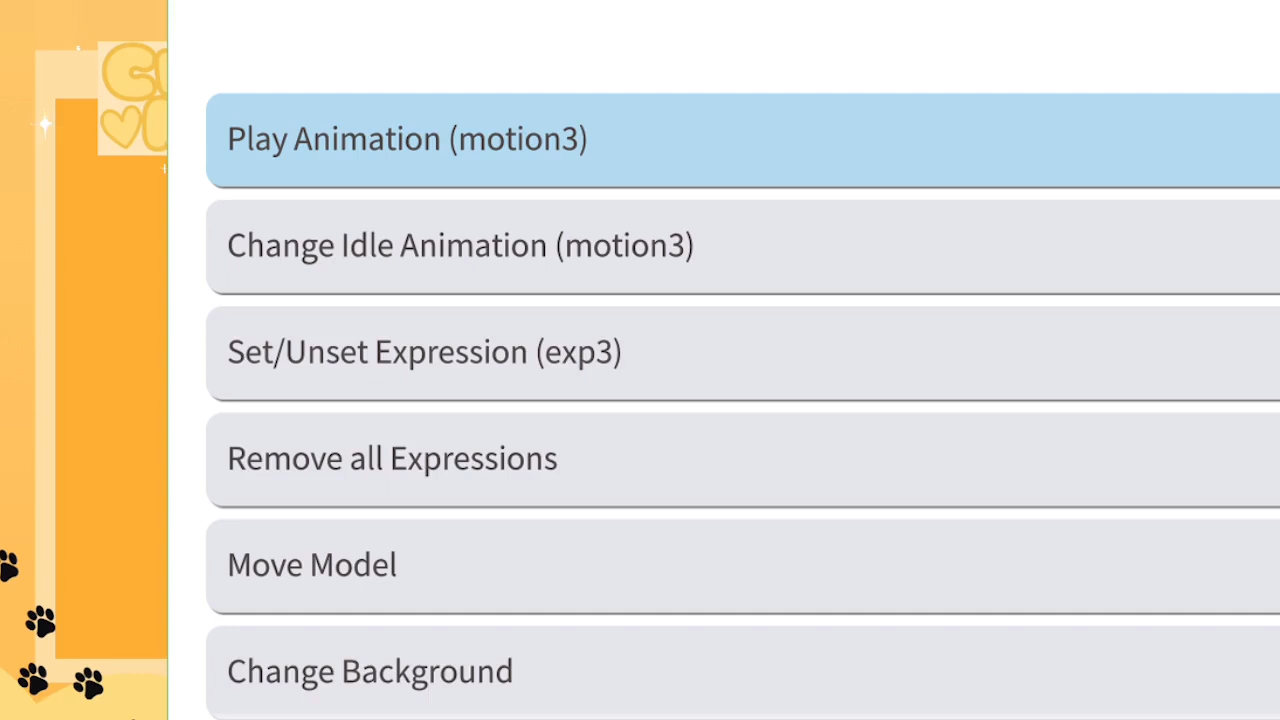 Play Animation (motion3)
Change Idle Animation (motion3)
Set/Unset Expression (exp3)
Remove all Expressions
Move Model
Change Background